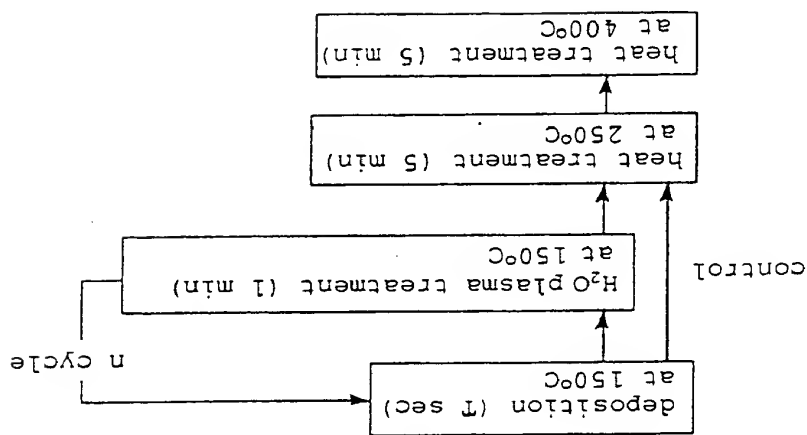 deposition (T sec)
at 150°C
n cycle
H₂O plasma treatment (1 min)
at 150°C
control
heat treatment (5 min)
at 250°C
heat treatment (5 min)
at 400°C